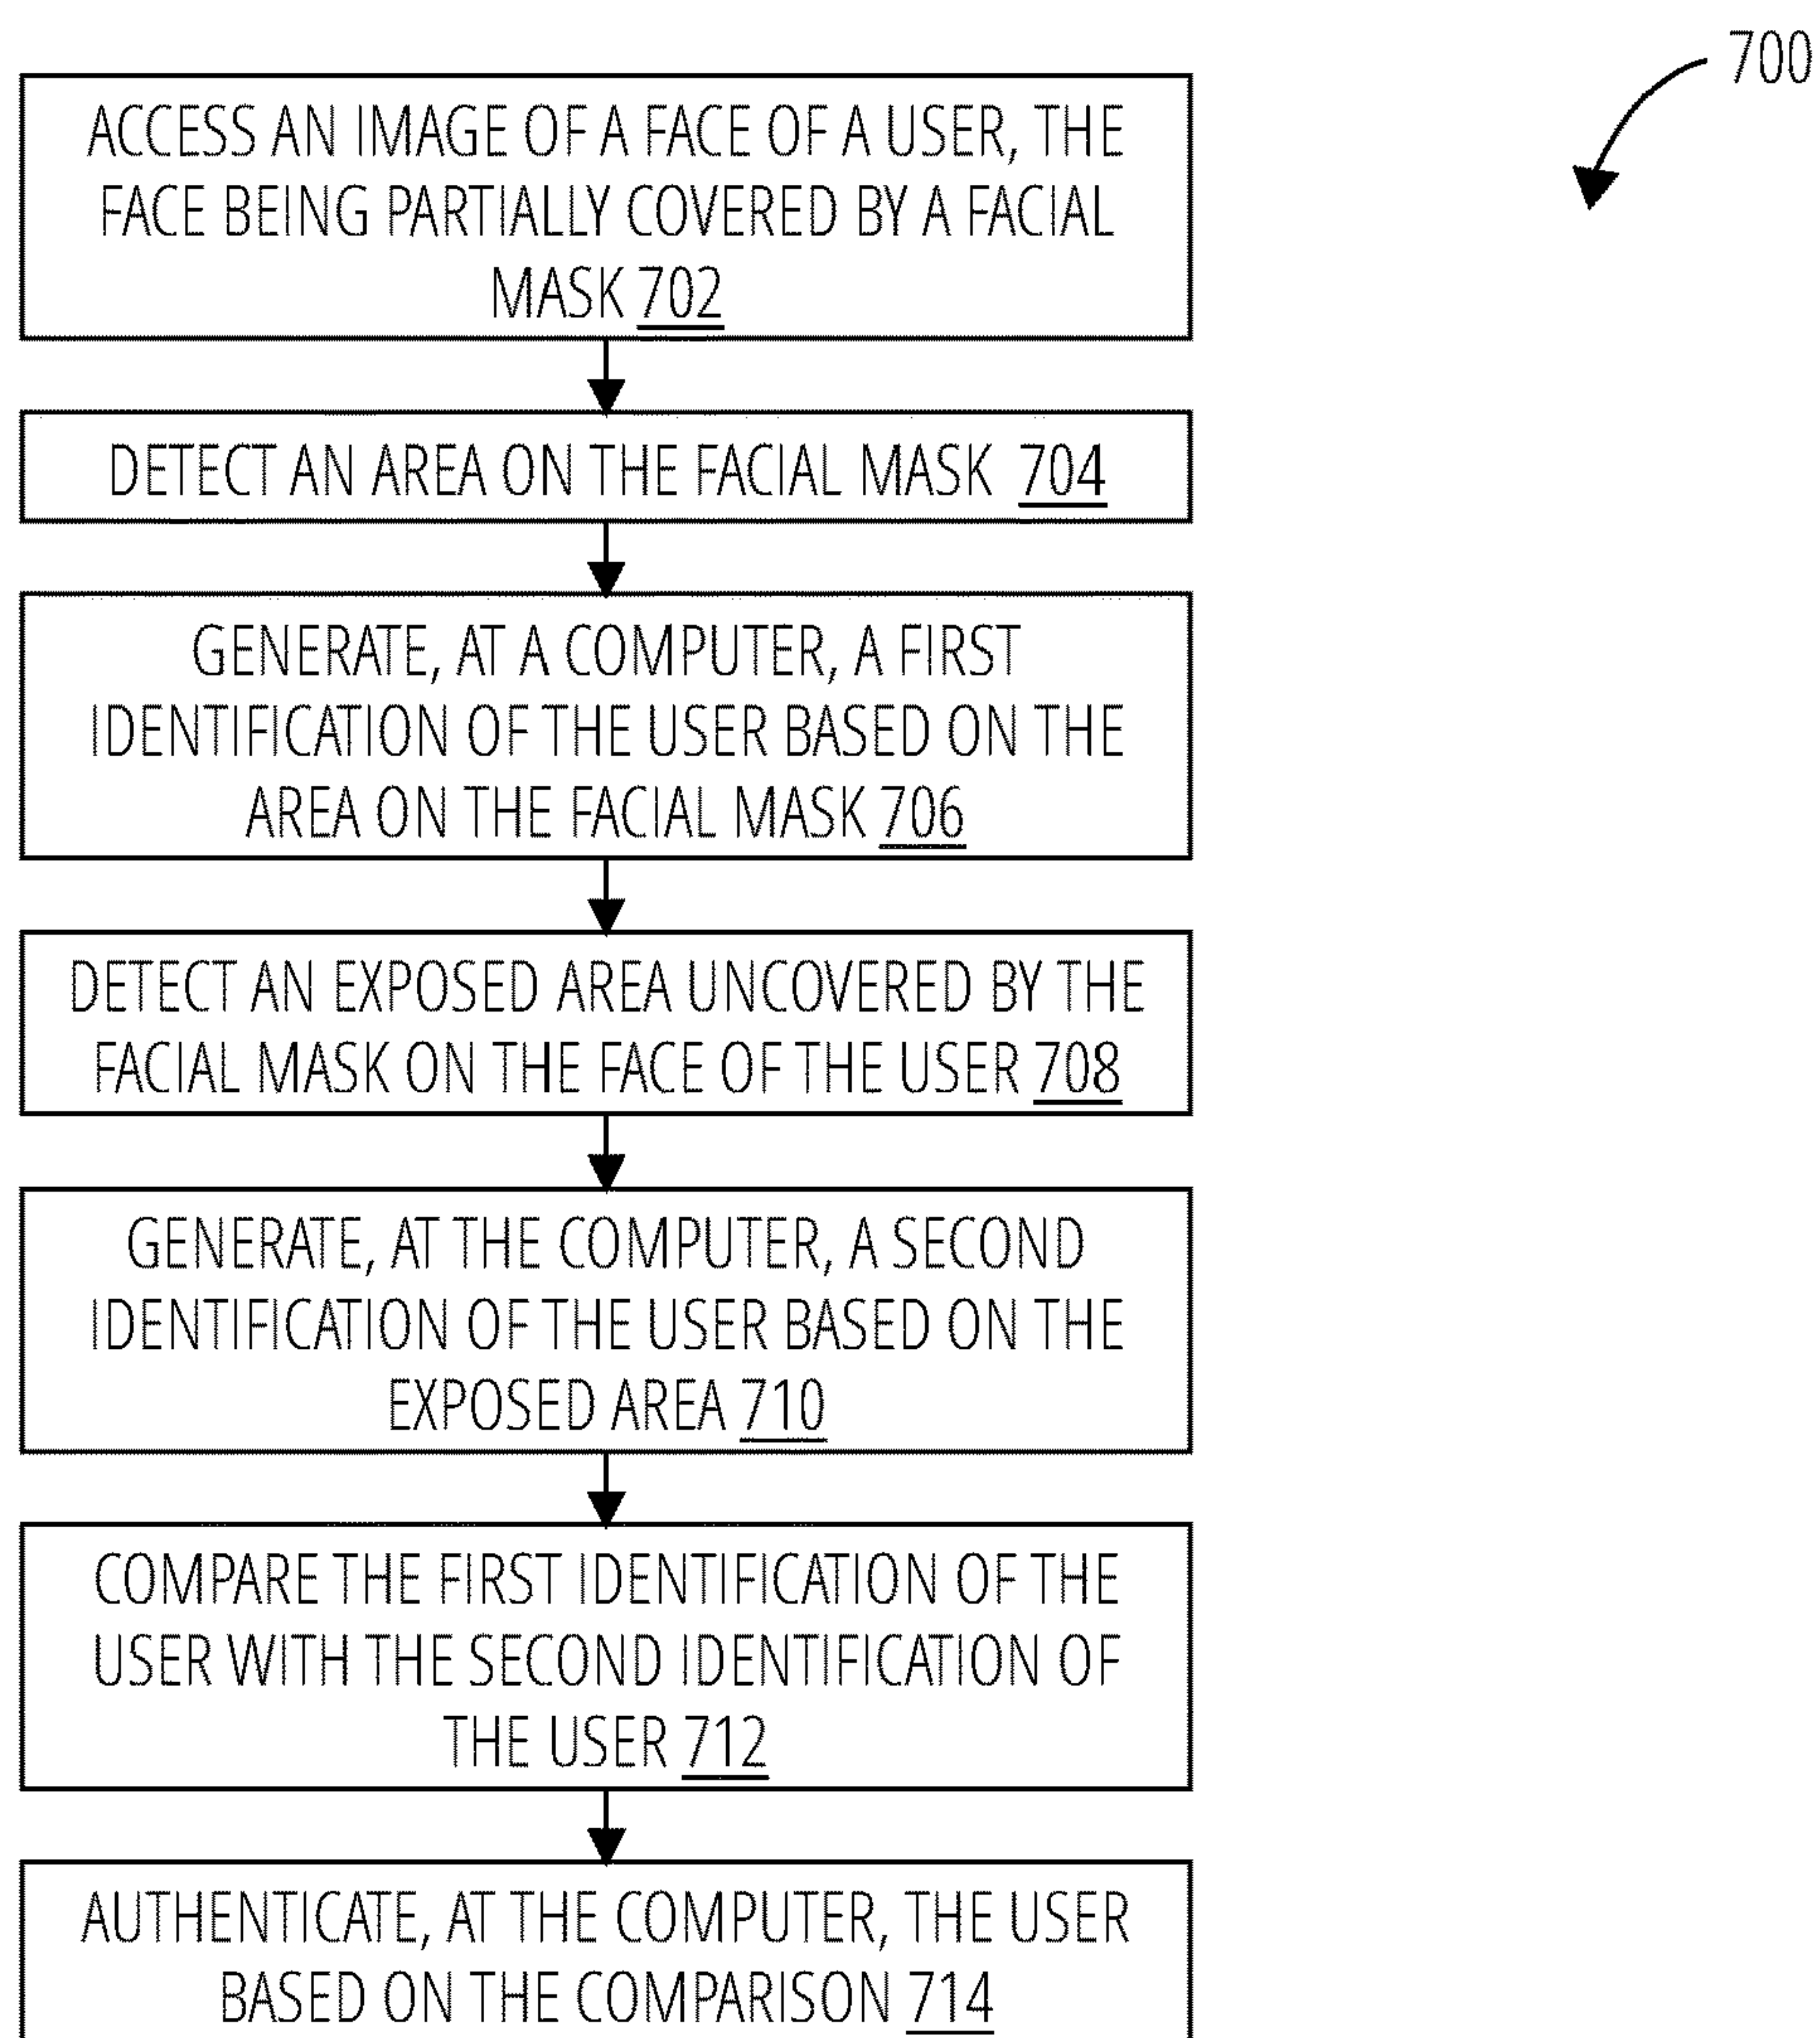 700
ACCESS AN IMAGE OF A FACE OF A USER, THE
FACE BEING PARTIALLY COVERED BY A FACIAL
MASK 702
DETECT AN AREA ON THE FACIAL MASK 704
GENERATE, AT A COMPUTER, A FIRST
IDENTIFICATION OF THE USER BASED ON THE
AREA ON THE FACIAL MASK 706
DETECT AN EXPOSED AREA UNCOVERED BY THE
FACIAL MASK ON THE FACE OF THE USER 708
GENERATE, AT THE COMPUTER, A SECOND
IDENTIFICATION OF THE USER BASED ON THE
EXPOSED AREA 710
COMPARE THE FIRST IDENTIFICATION OF THE
USER WITH THE SECOND IDENTIFICATION OF
THE USER 712
AUTHENTICATE, AT THE COMPUTER, THE USER
BASED ON THE COMPARISON 714